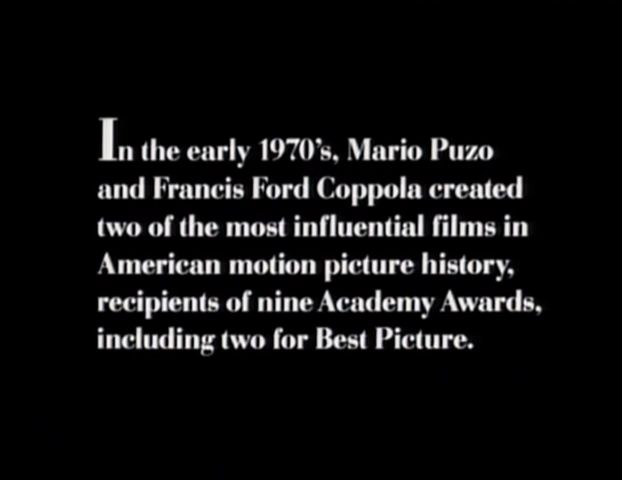 In the early 1970's, Mario Puzo
and Francis Ford Coppola created
two of the most influential films in
American motion picture history,
recipients of nine Academy Awards,
including two for Best Picture.